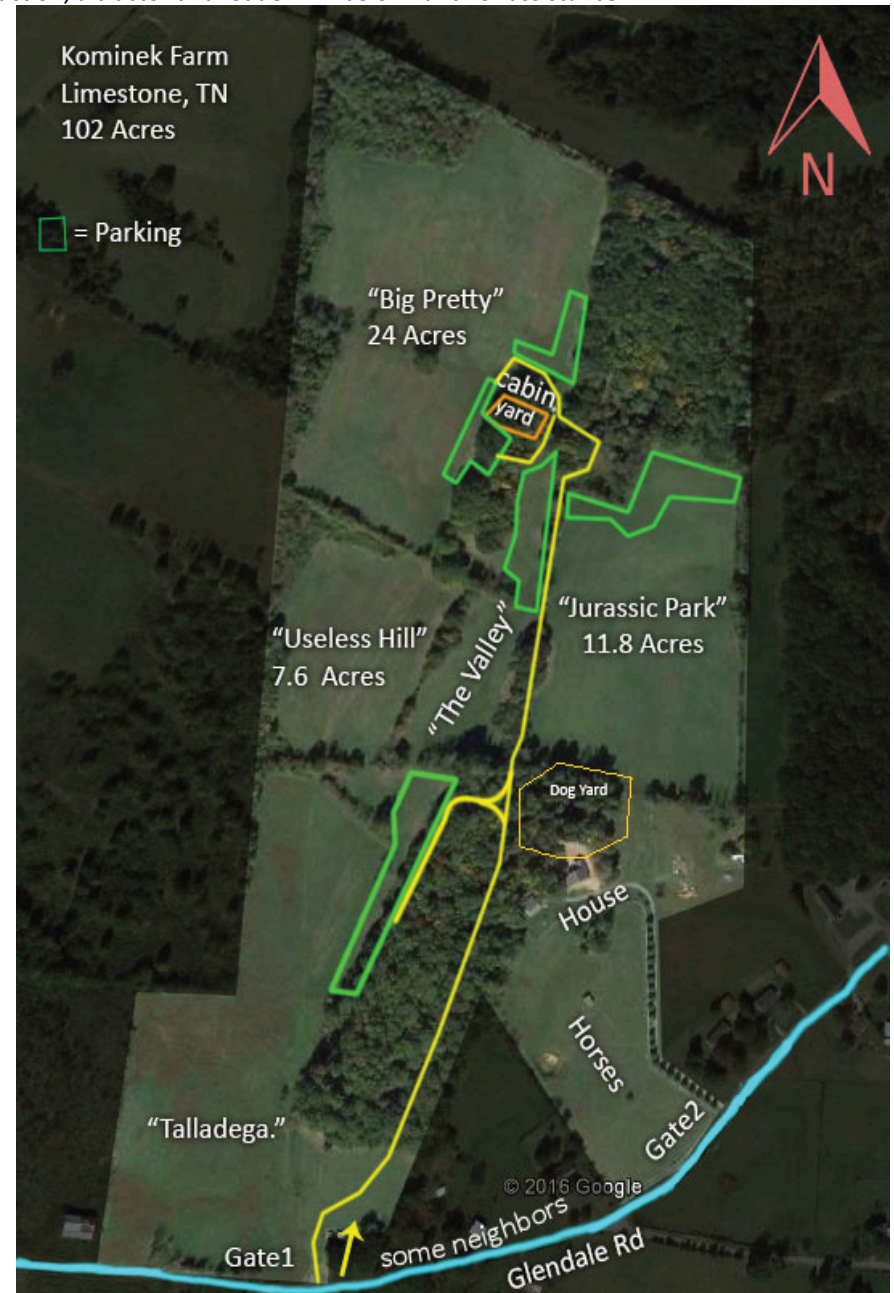 Kominek Farm
Limestone, TN
102 Acres
N
= Parking
“Big Pretty”
24 Acres
cabin
yard
“Jurassic Park”
11.8 Acres
“Useless Hill”
7.6 Acres
“The Valley”
Dog Yard
House
Horses
“Talladega.”
Gate2
© 2016 Google
some neighbors
Gate1
Glendale Rd